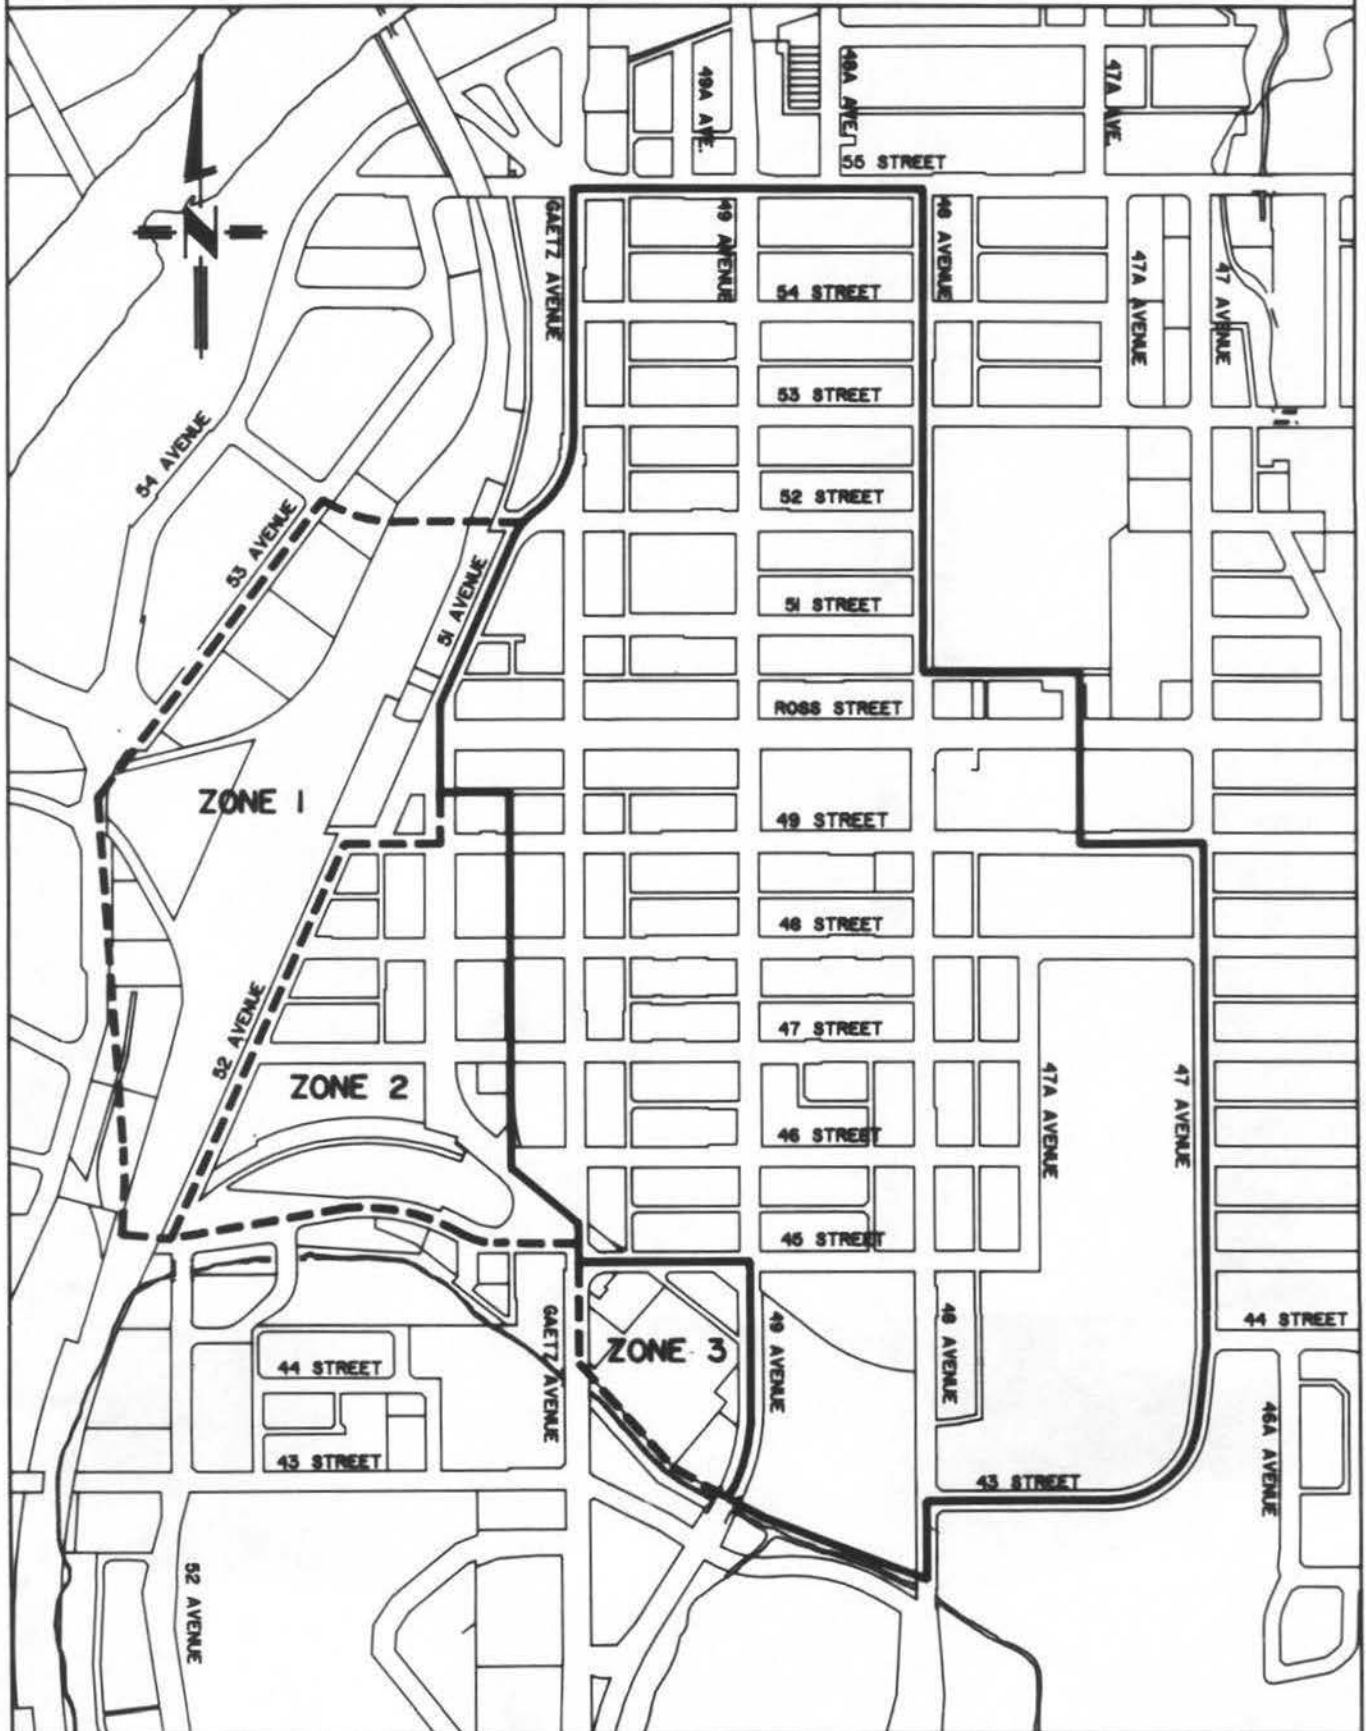 49A AVE.
48A AVE.
47A AVE.
55 STREET
GAETZ AVENUE
49 AVENUE
48 AVENUE
47A AVENUE
47 AVENUE
N
54 STREET
53 STREET
54 AVENUE
52 STREET
53 AVENUE
51 AVENUE
51 STREET
ROSS STREET
ZONE 1
49 STREET
48 STREET
52 AVENUE
47 STREET
ZONE 2
47A AVENUE
47 AVENUE
46 STREET
45 STREET
GAETZ AVENUE
ZONE 3
49 AVENUE
48 AVENUE
44 STREET
44 STREET
46A AVENUE
43 STREET
43 STREET
52 AVENUE